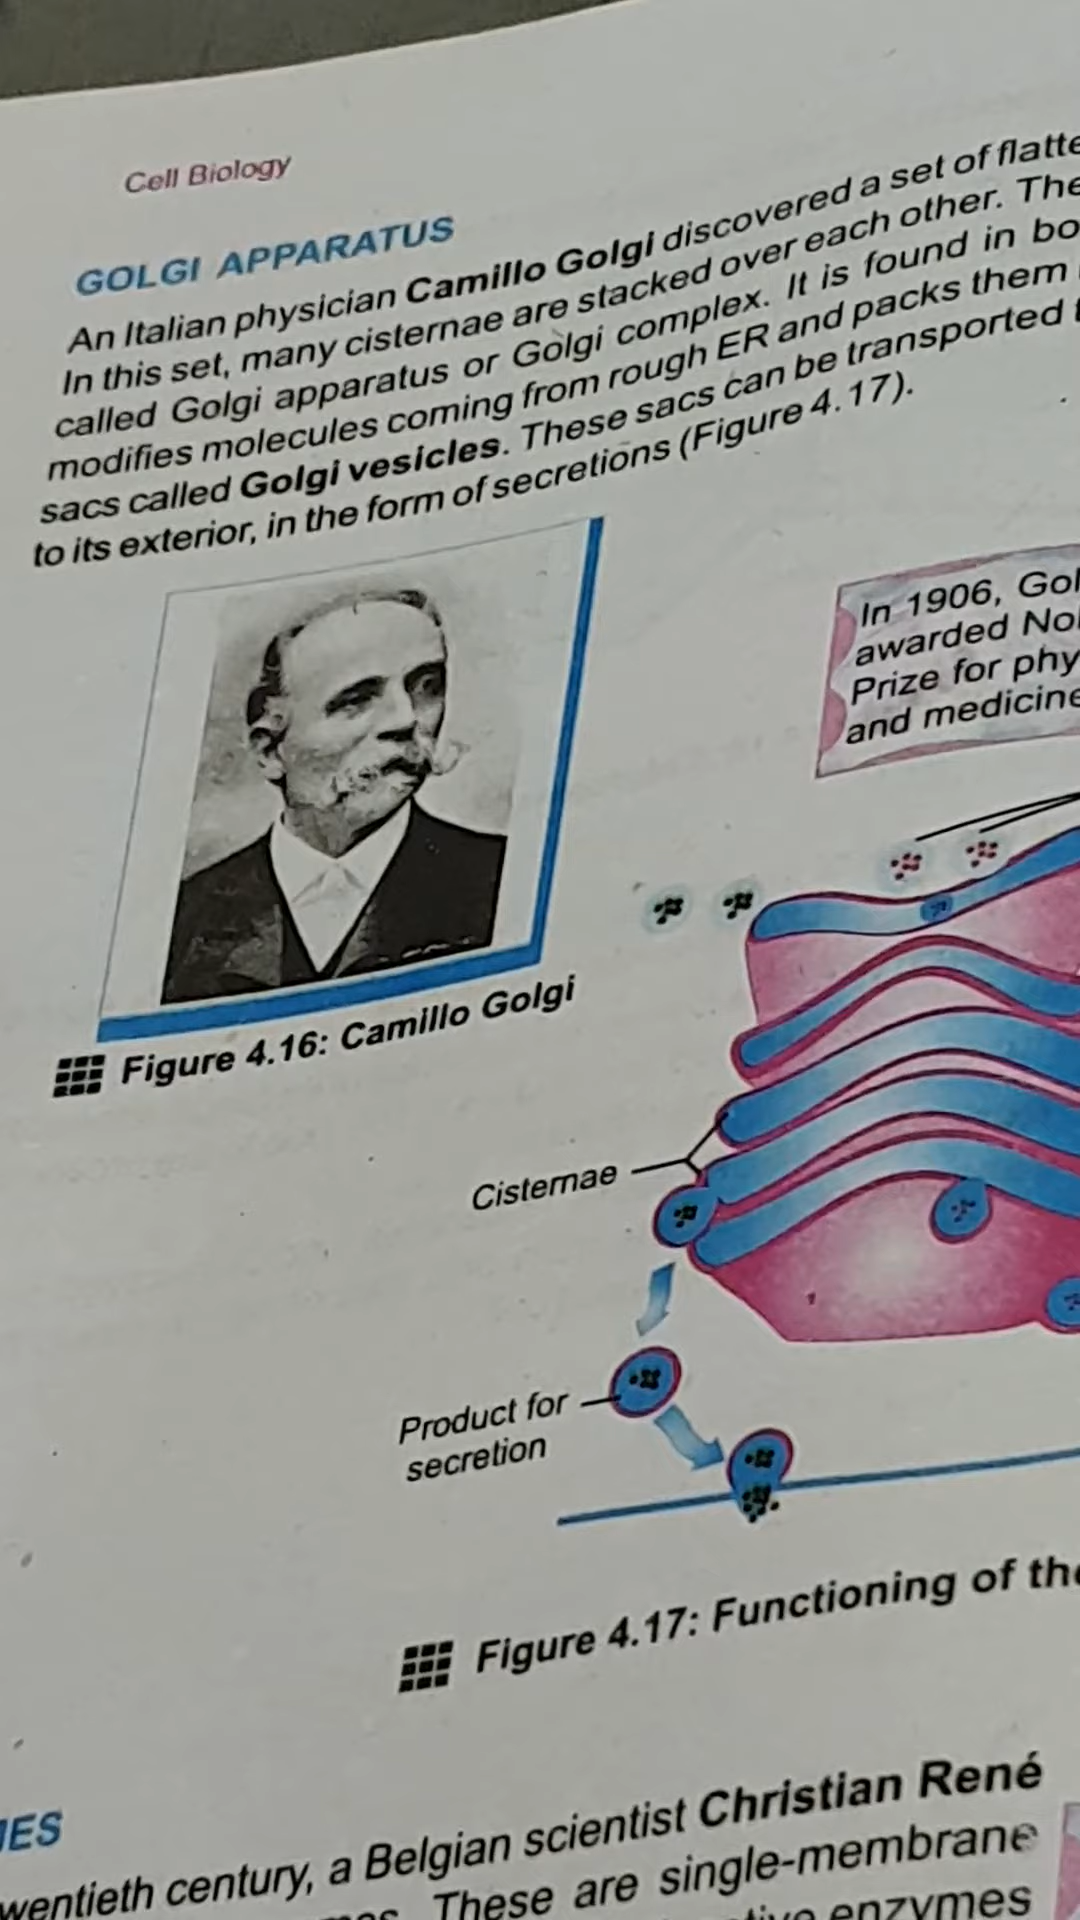 Cell Biology
GOLGI APPARATUS
An Italian physician Camillo Golgi discovered a set of flatte
In this set, many cisternae are stacked over each other. The
called Golgi apparatus or Golgi complex. It is found in bo
modifies molecules coming from rough ER and packs them
sacs called Golgi vesicles. These sacs can be transported t
to its exterior, in the form of secretions (Figure 4.17).
In 1906, Gol
awarded No
Prize for phy
and medicine
Figure 4.16: Camillo Golgi
Cisternae
Product for
secretion
Figure 4.17: Functioning of the
MES
wentieth century, a Belgian scientist Christian René
mes. These are single-membrane
tive enzymes